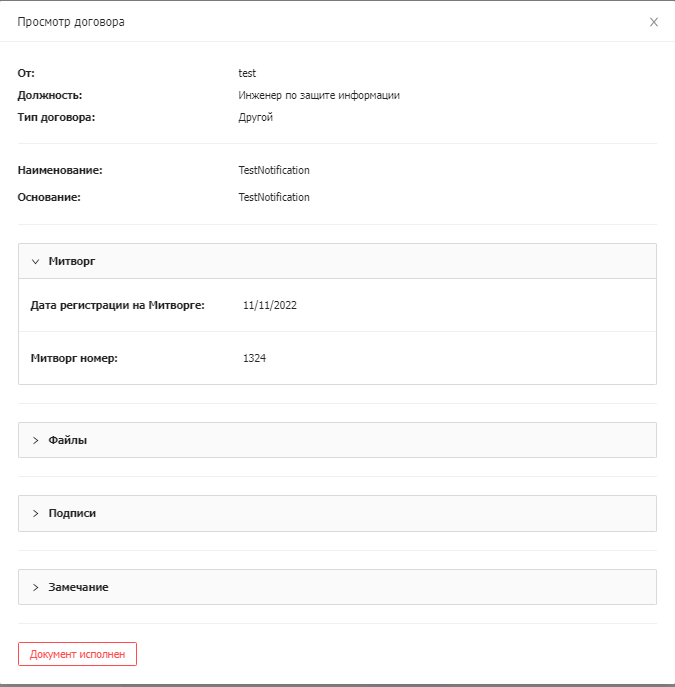 Просмотр договора
От: test
Должность: Инженер по защите информации
Тип договора: Другой
Наименование: TestNotification
Основание: TestNotification
Митворг
Дата регистрации на Митворге: 11/11/2022
Митворг номер: 1324
Файлы
Подписи
Замечание
Документ исполнен